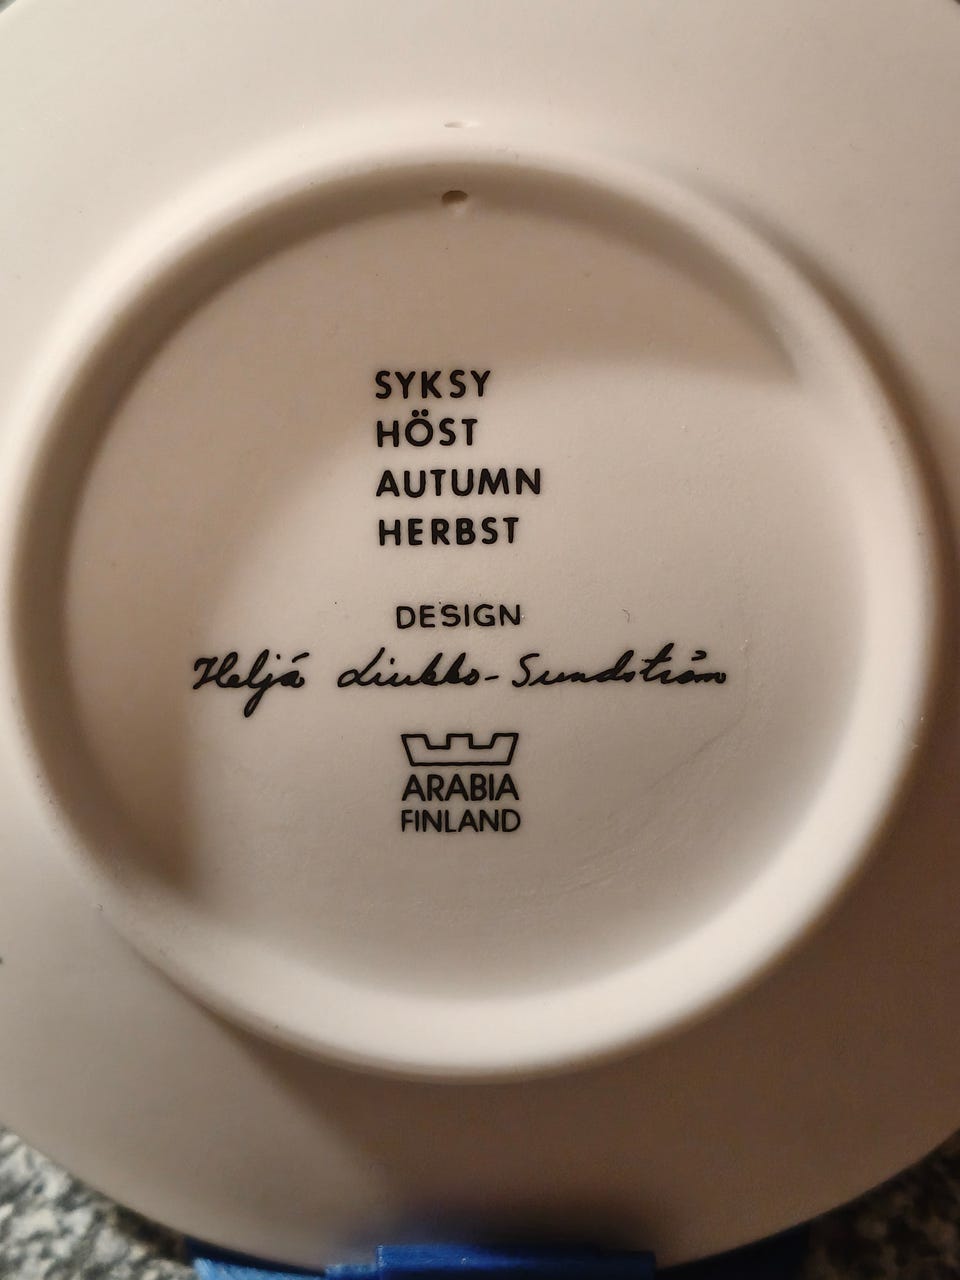 SYKSY
HÖST
AUTUMN
HERBST
DESIGN
Heljä Liukko-Sundström
ARABIA
FINLAND